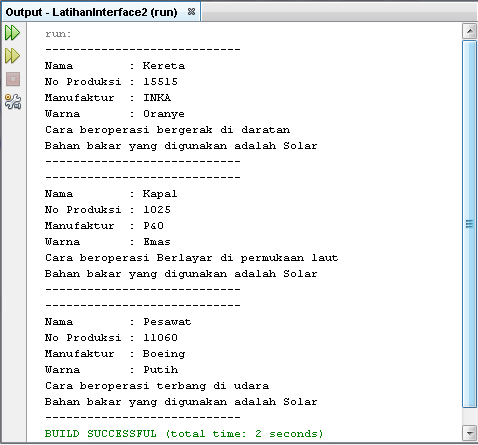 Output - LatihanInterface2 (run)
run:
----------------------------
Nama        : Kereta
No Produksi : 15515
Manufaktur  : INKA
Warna       : Oranye
Cara beroperasi bergerak di daratan
Bahan bakar yang digunakan adalah Solar
----------------------------
----------------------------
Nama        : Kapal
No Produksi : 1025
Manufaktur  : P&O
Warna       : Emas
Cara beroperasi Berlayar di permukaan laut
Bahan bakar yang digunakan adalah Solar
----------------------------
----------------------------
Nama        : Pesawat
No Produksi : 11060
Manufaktur  : Boeing
Warna       : Putih
Cara beroperasi terbang di udara
Bahan bakar yang digunakan adalah Solar
----------------------------
BUILD SUCCESSFUL (total time: 2 seconds)